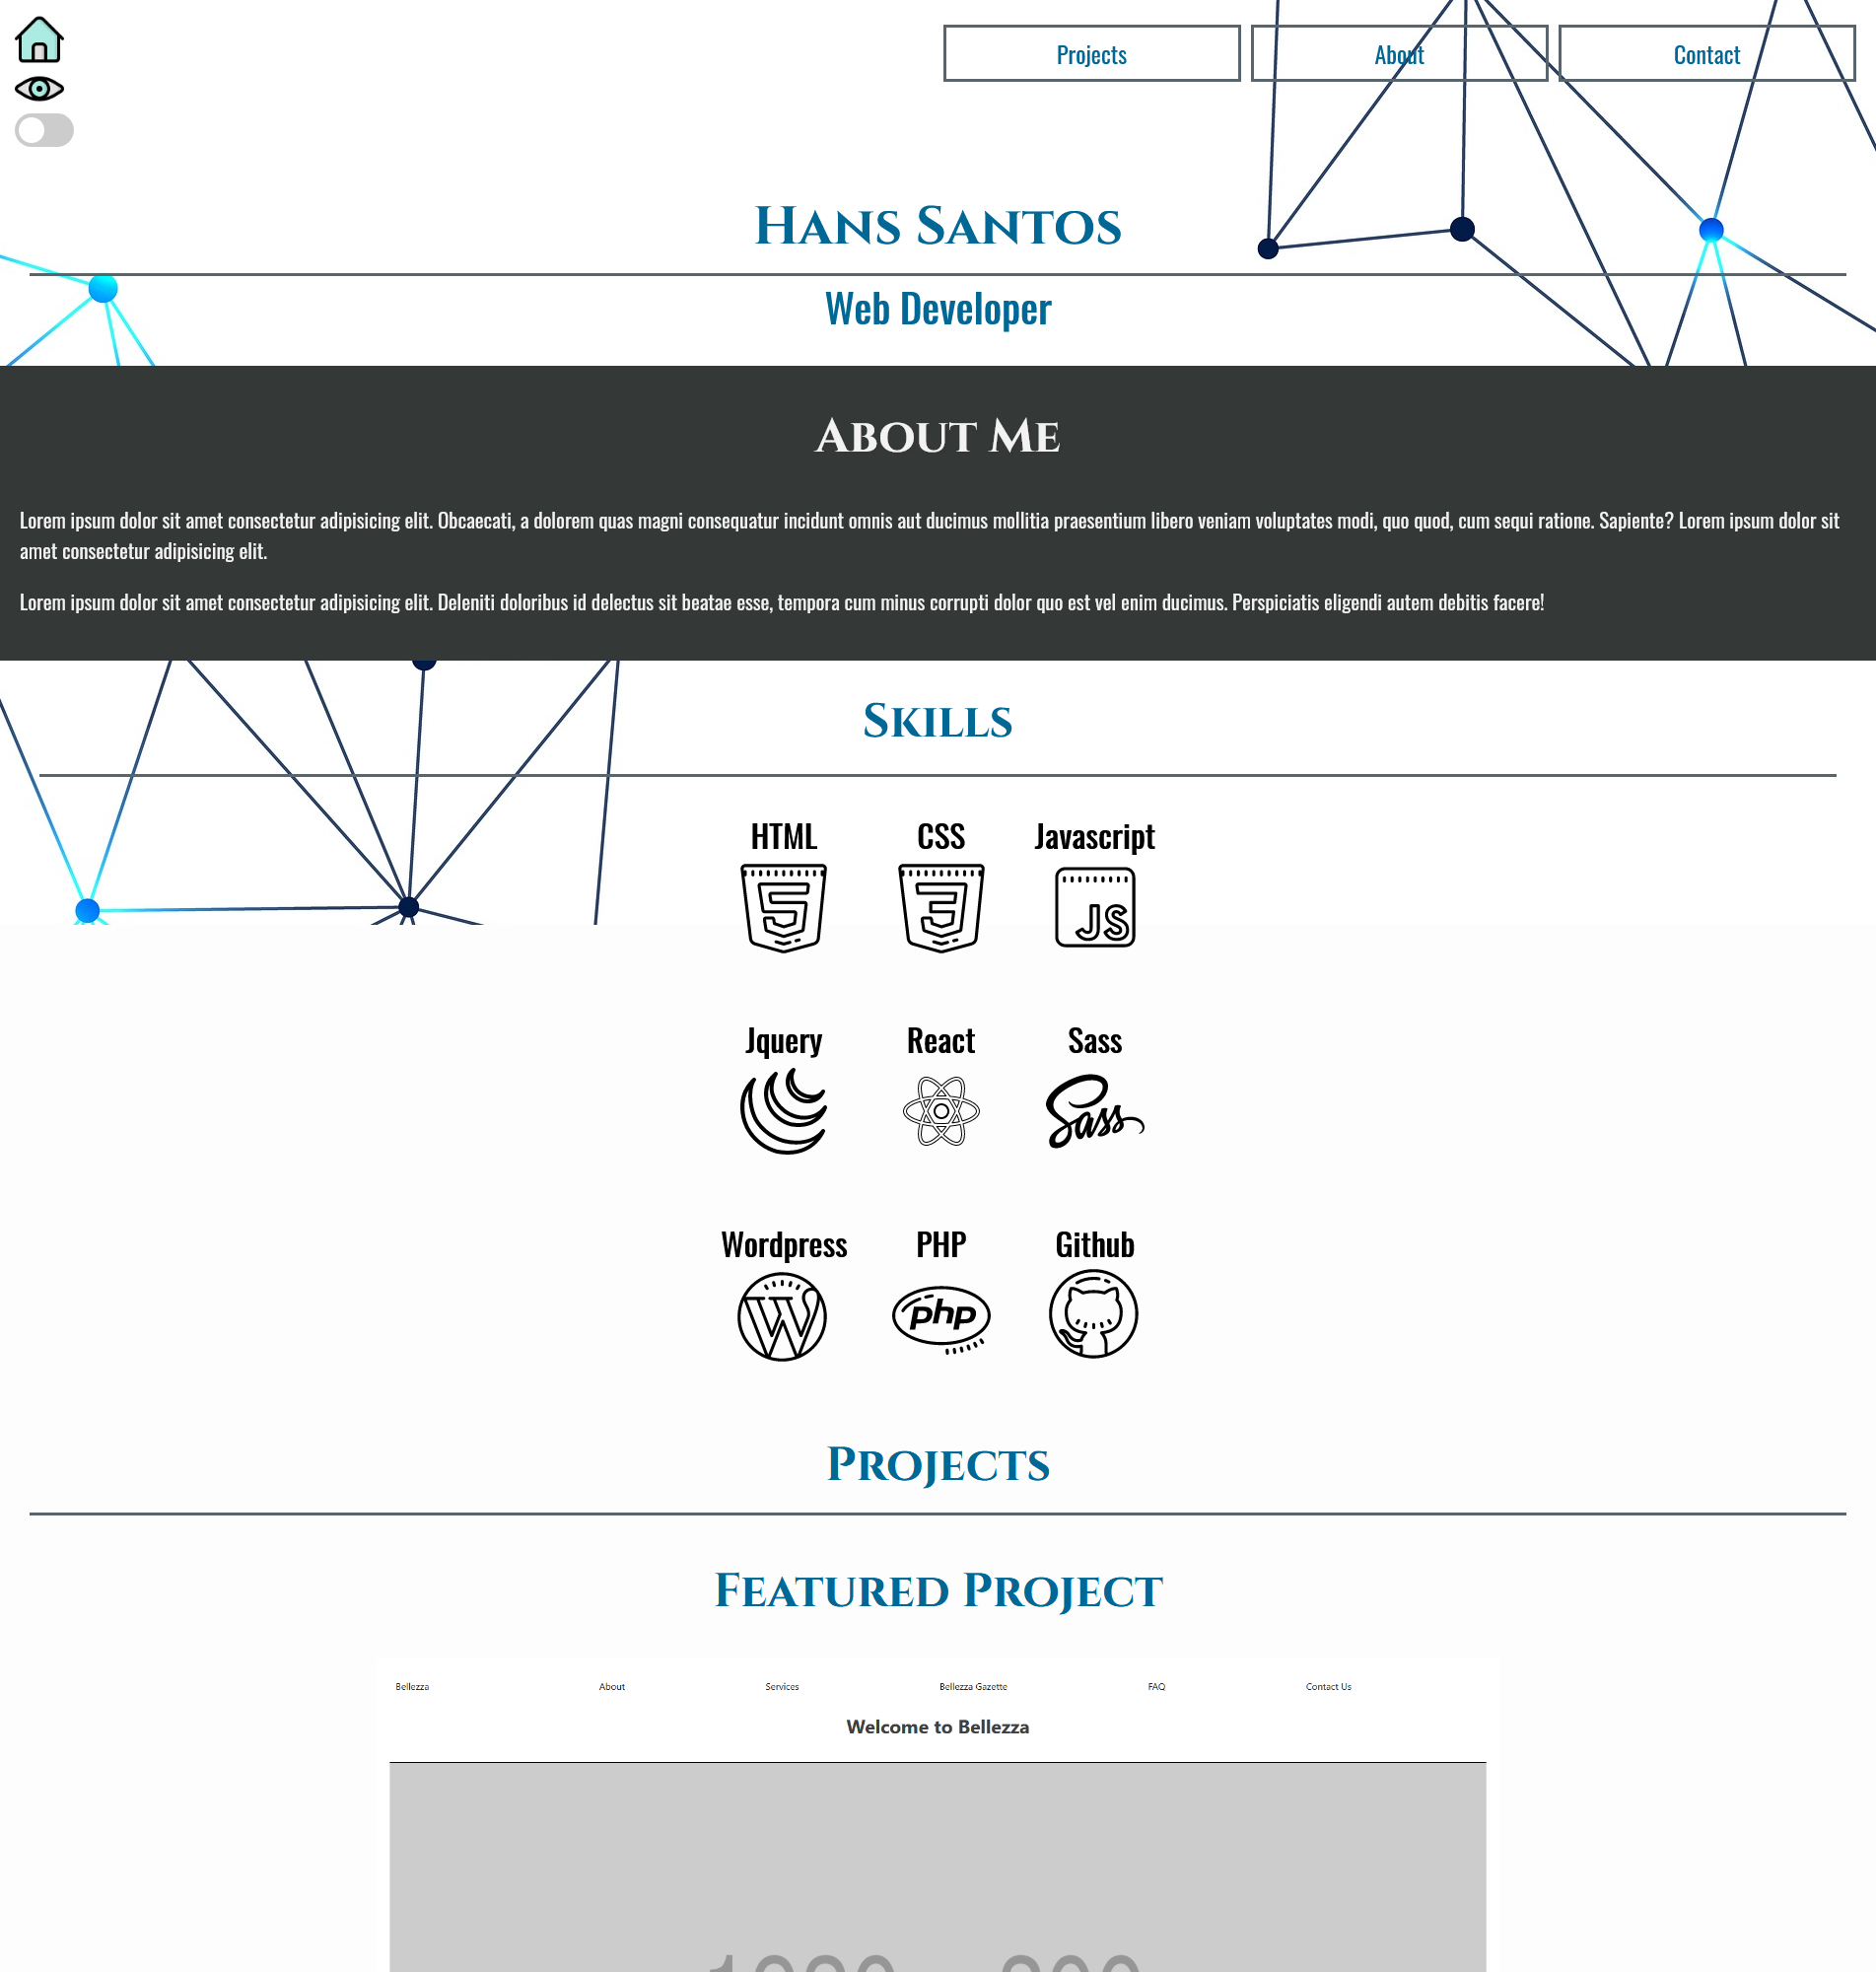 Projects
About
Contact
Hans Santos
Web Developer
About Me
Lorem ipsum dolor sit amet consectetur adipisicing elit. Obcaecati, a dolorem quas magni consequatur incidunt omnis aut ducimus mollitia praesentium libero veniam voluptates modi, quo quod, cum sequi ratione. Sapiente? Lorem ipsum dolor sit
amet consectetur adipisicing elit.
Lorem ipsum dolor sit amet consectetur adipisicing elit. Deleniti doloribus id delectus sit beatae esse, tempora cum minus corrupti dolor quo est vel enim ducimus. Perspiciatis eligendi autem debitis facere!
Skills
HTML
CSS
Javascript
5
3
JS
Jquery
React
Sass
Sass
Wordpress
PHP
Github
W
php
Projects
Featured Project
Bellezza
About
Services
Bellezza Gazette
FAQ
Contact Us
Welcome to Bellezza